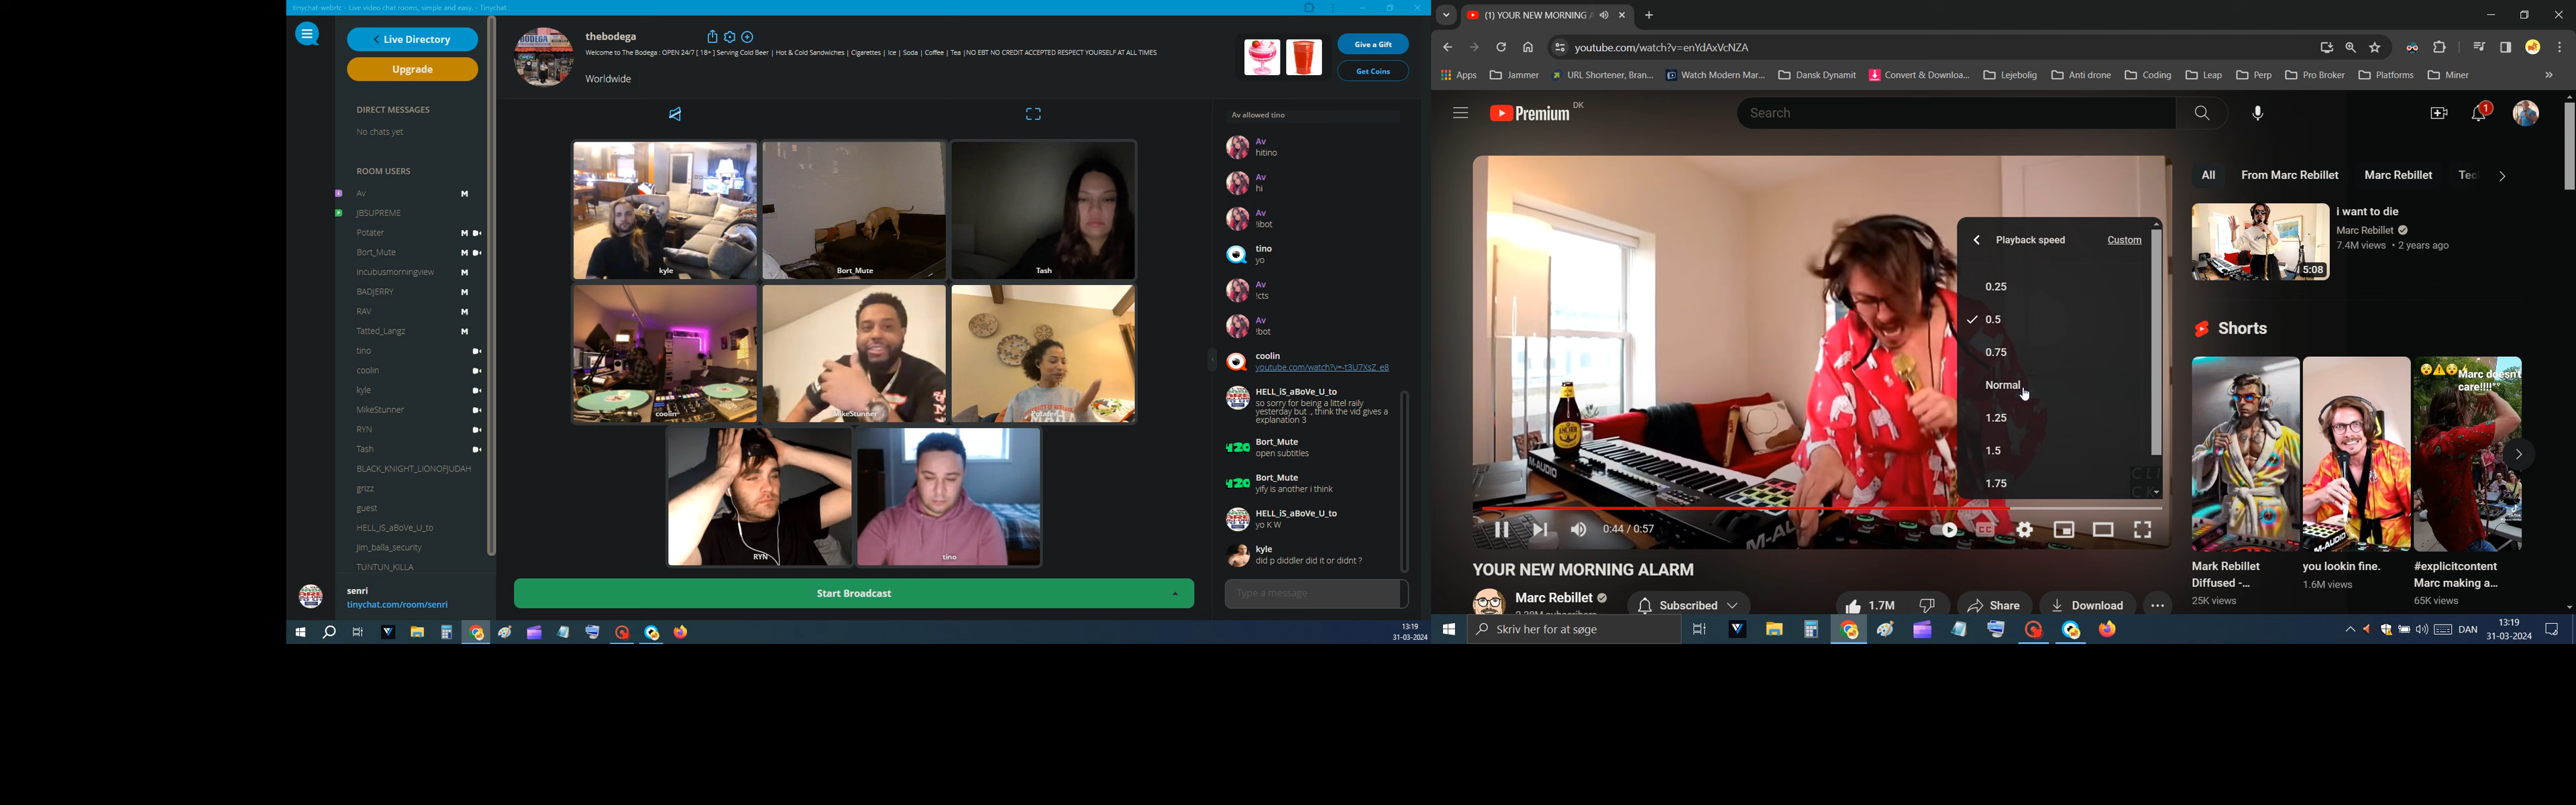 tinychat-webrtc - Live video chat rooms, simple and easy. - Tinychat
Live Directory
Upgrade
DIRECT MESSAGES
No chats yet
ROOM USERS
Av M
JBSUPREME
Potater M
Bort_Mute M
incubusmorningview M
BADJERRY M
RAV M
Tatted_Langz M
tino
coolin
kyle
MikeStunner
RYN
Tash
BLACK_KNIGHT_LIONOFJUDAH
grizz
guest
HELL_iS_aBoVe_U_to
Jim_balla_security
TUNTUN_KILLA
senri
tinychat.com/room/senri
thebodega
Welcome to The Bodega : OPEN 24/7 [ 18+ ] Serving Cold Beer | Hot & Cold Sandwiches | Cigarettes | Ice | Soda | Coffee | Tea |NO EBT NO CREDIT ACCEPTED RESPECT YOURSELF AT ALL TIMES
Worldwide
Give a Gift
Get Coins
kyle
Bort_Mute
Tash
coolin
MikeStunner
Potater
RYN
tino
Start Broadcast
Av allowed tino
Av
hitino
Av
hi
Av
!ibot
tino
yo
Av
!cts
Av
!bot
coolin
youtube.com/watch?v=-t3U7XsZ_e8
HELL_iS_aBoVe_U_to
so sorry for being a littel raily
yesterday but ., think the vid gives a
explanation 3
Bort_Mute
open subtitles
Bort_Mute
yify is another i think
HELL_iS_aBoVe_U_to
yo K W
kyle
did p diddler did it or didnt ?
Type a message
13:19
31-03-2024
(1) YOUR NEW MORNING A
youtube.com/watch?v=enYdAxVcNZA
Apps
Jammer
URL Shortener, Bran...
Watch Modern Mar...
Dansk Dynamit
Convert & Downloa...
Lejebolig
Anti drone
Coding
Leap
Perp
Pro Broker
Platforms
Miner
Premium DK
Search
1
Playback speed
Custom
0.25
0.5
0.75
Normal
1.25
1.5
1.75
M-AUDIO
0:44 / 0:57
YOUR NEW MORNING ALARM
Marc Rebillet
Subscribed
1.7M
Share
Download
All
From Marc Rebillet
Marc Rebillet
i want to die
Marc Rebillet
7.4M views • 2 years ago
5:08
Shorts
Marc doesn't
care!!!!
Mark Rebillet
Diffused -...
25K views
you lookin fine.
1.6M views
#explicitcontent
Marc making a...
65K views
Skriv her for at søge
DAN
13:19
31-03-2024